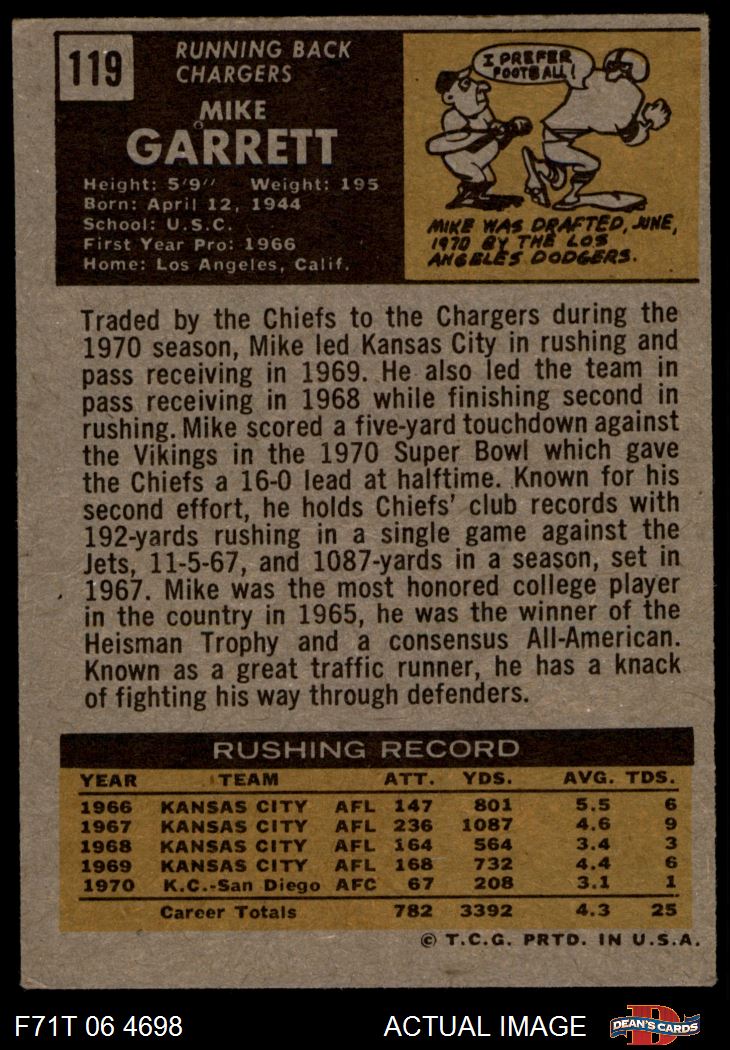 119
RUNNING BACK
CHARGERS
MIKE
GARRETT
Height: 5'9" Weight: 195
Born: April 12, 1944
School: U.S.C.
First Year Pro: 1966
Home: Los Angeles, Calif.
I PREFER
FOOTBALL!
MIKE WAS DRAFTED, JUNE,
1970 BY THE LOS
ANGELES DODGERS.
Traded by the Chiefs to the Chargers during the
1970 season, Mike led Kansas City in rushing and
pass receiving in 1969. He also led the team in
pass receiving in 1968 while finishing second in
rushing. Mike scored a five-yard touchdown against
the Vikings in the 1970 Super Bowl which gave
the Chiefs a 16-0 lead at halftime. Known for his
second effort, he holds Chiefs' club records with
192-yards rushing in a single game against the
Jets, 11-5-67, and 1087-yards in a season, set in
1967. Mike was the most honored college player
in the country in 1965, he was the winner of the
Heisman Trophy and a consensus All-American.
Known as a great traffic runner, he has a knack
of fighting his way through defenders.
RUSHING RECORD
YEAR TEAM ATT. YDS. AVG. TDS.
1966 KANSAS CITY AFL 147 801 5.5 6
1967 KANSAS CITY AFL 236 1087 4.6 9
1968 KANSAS CITY AFL 164 564 3.4 3
1969 KANSAS CITY AFL 168 732 4.4 6
1970 K.C.-San Diego AFC 67 208 3.1 1
Career Totals 782 3392 4.3 25
© T.C.G. PRTD. IN U.S.A.
F71T 06 4698 ACTUAL IMAGE
D
DEAN'S CARDS